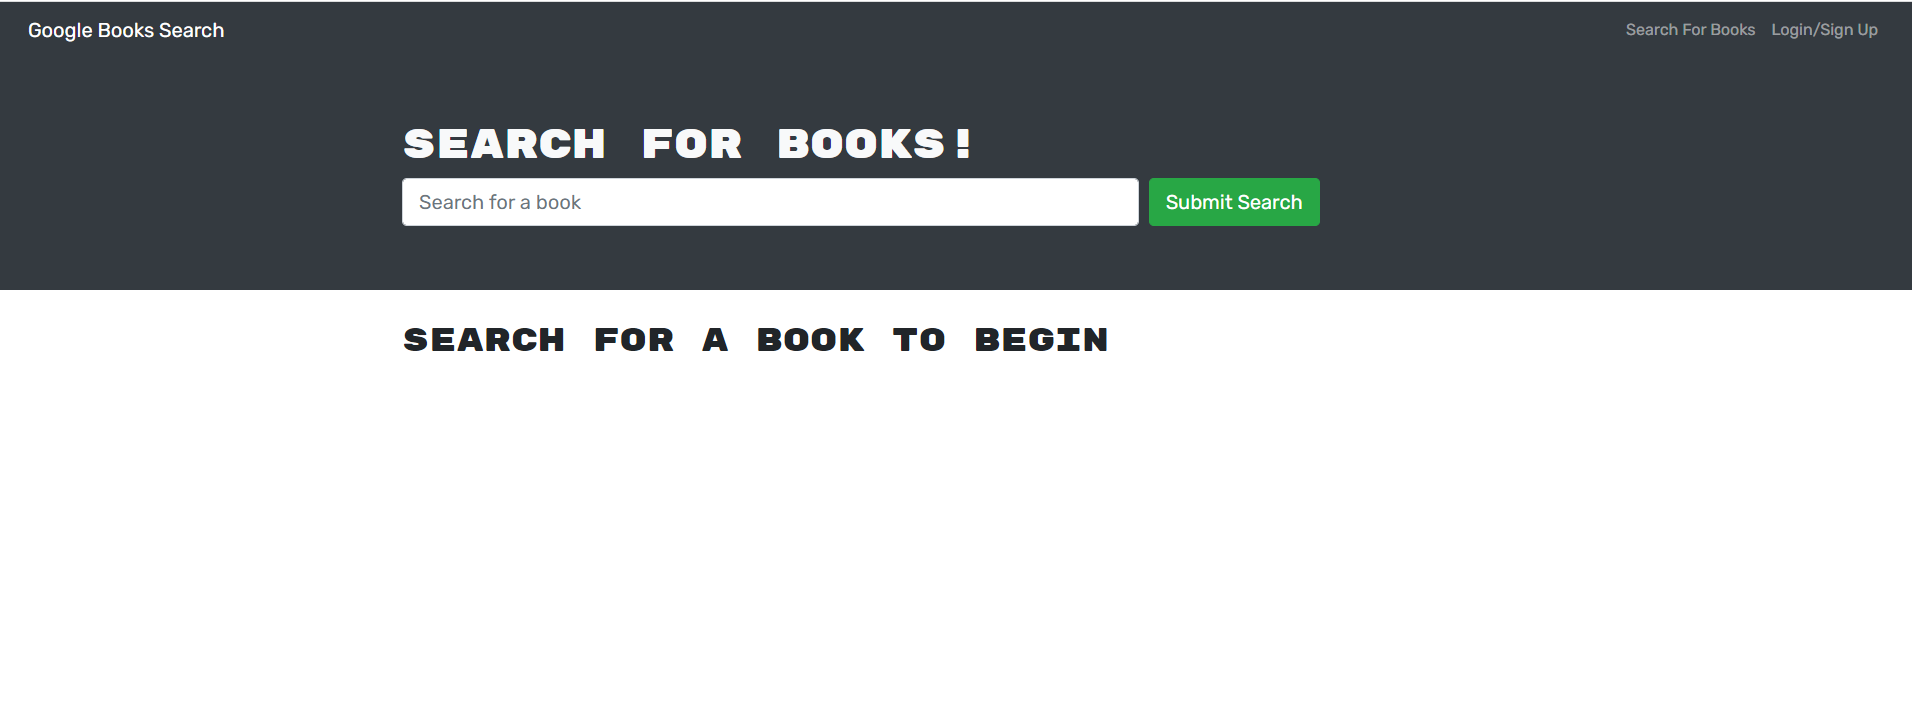 Google Books Search
Search For Books
Login/Sign Up
SEARCH FOR BOOKS!
Search for a book
Submit Search
SEARCH FOR A BOOK TO BEGIN